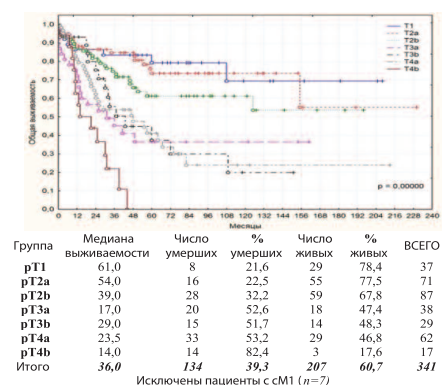 1,0
0,9
0,8
0,7
0,6
0,5
0,4
0,3
0,2
0,1
0,0
Общая выживаемость
T1
T2a
T2b
T3a
T3b
T4a
T4b
p = 0,00000
0 12 24 36 48 60 72 84 96 108 120 132 144 156 168 180 192 204 216 228 240
Месяцы
Группа Медиана выживаемости Число умерших % умерших Число живых % живых ВСЕГО
pT1 61,0 8 21,6 29 78,4 37
pT2a 54,0 16 22,5 55 77,5 71
pT2b 39,0 28 32,2 59 67,8 87
pT3a 17,0 20 52,6 18 47,4 38
pT3b 29,0 15 51,7 14 48,3 29
pT4a 23,5 33 53,2 29 46,8 62
pT4b 14,0 14 82,4 3 17,6 17
Итого 36,0 134 39,3 207 60,7 341
Исключены пациенты с cM1 (n=7)